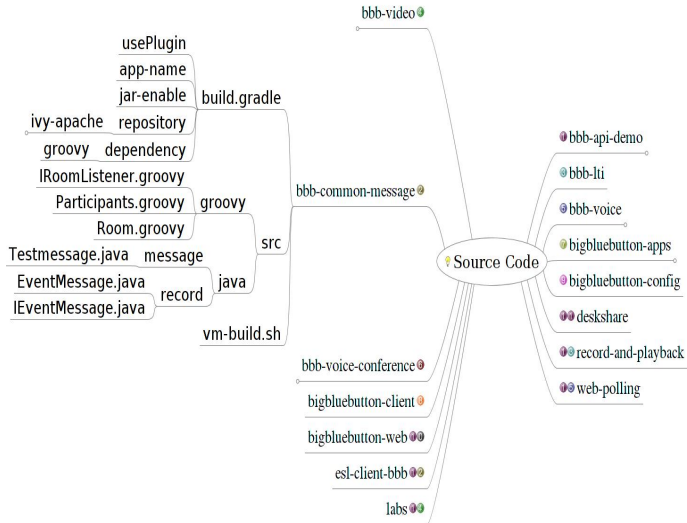 bbb-video
usePlugin
app-name
jar-enable
build.gradle
ivy-apache
repository
groovy
dependency
IRoomListener.groovy
Participants.groovy
groovy
Room.groovy
src
Testmessage.java
message
java
EventMessage.java
record
IEventMessage.java
vm-build.sh
bbb-common-message
bbb-voice-conference
bigbluebutton-client
bigbluebutton-web
esl-client-bbb
labs
Source Code
bbb-api-demo
bbb-lti
bbb-voice
bigbluebutton-apps
bigbluebutton-config
deskshare
record-and-playback
web-polling